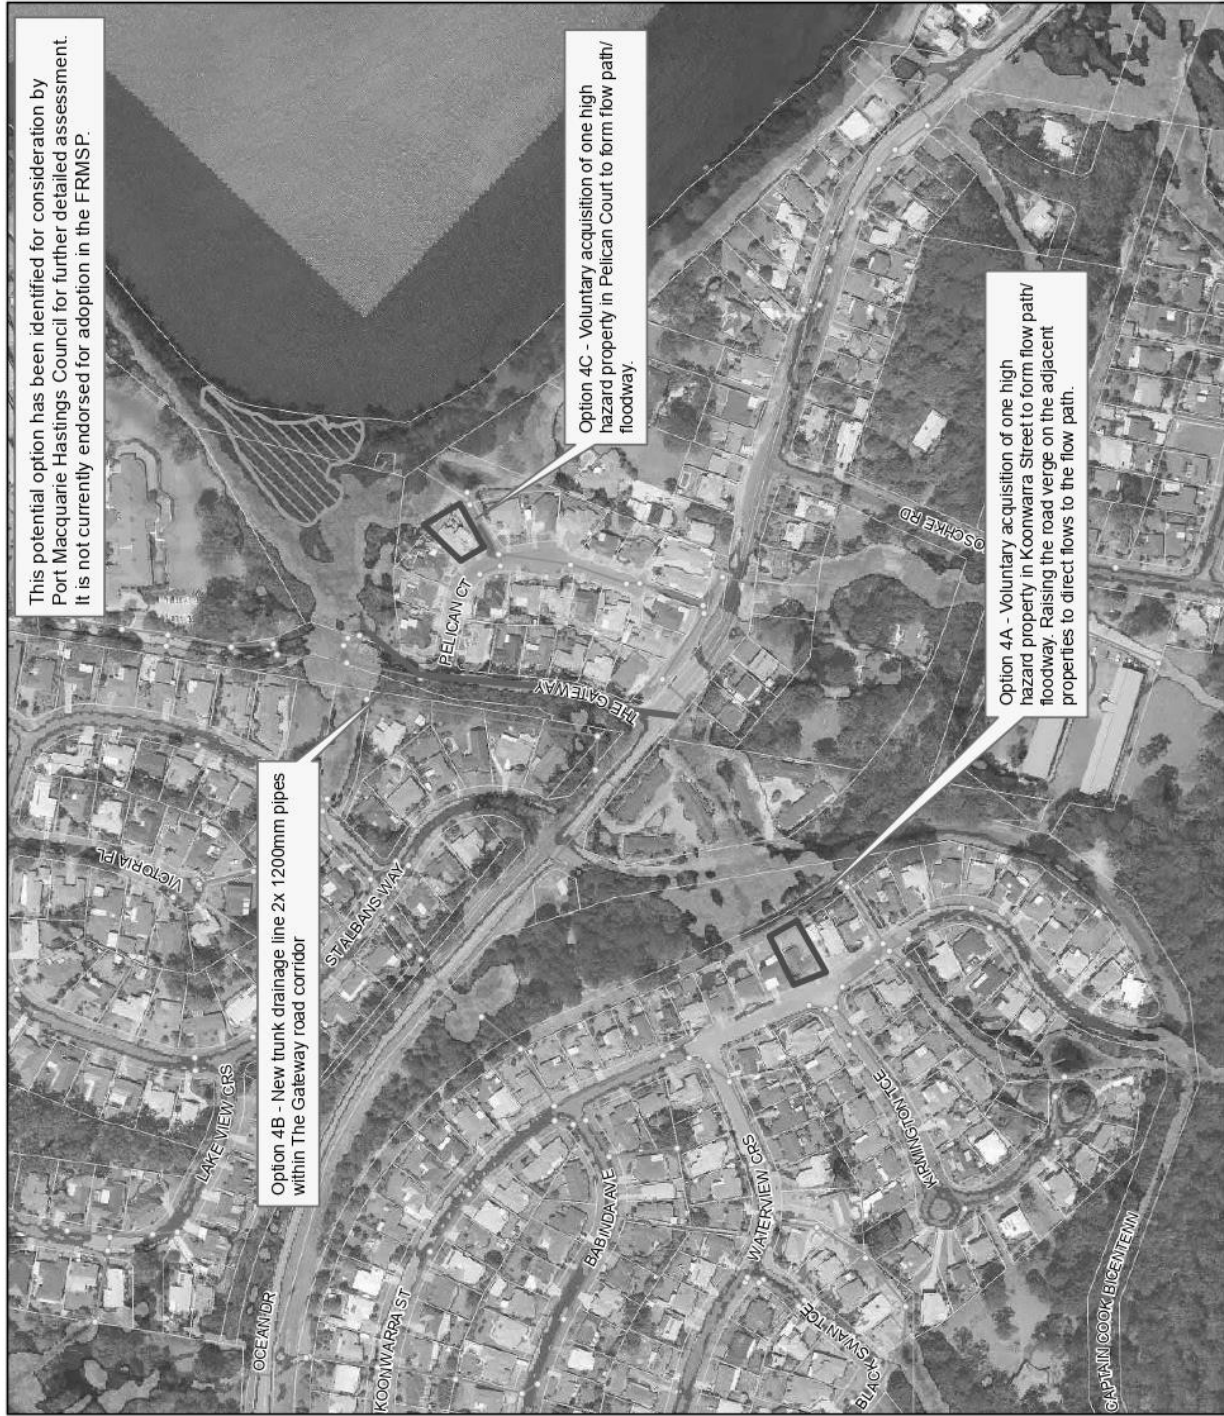 This potential option has been identified for consideration by
Port Macquarie Hastings Council for further detailed assessment.
It is not currently endorsed for adoption in the FRMSP.
Option 4C - Voluntary acquisition of one high
hazard property in Pelican Court to form flow path/
floodway.
Option 4A - Voluntary acquisition of one high
hazard property in Koonwarra Street to form flow path/
floodway. Raising the road verge on the adjacent
properties to direct flows to the flow path.
Option 4B - New trunk drainage line 2x 1200mm pipes
within The Gateway road corridor
VICTORIA PL
ST ALBANS WAY
LAKE VIEW CRS
OCEAN DR
KOONWARRA ST
BABINDA AVE
WATERVIEW CRS
BLACK SWAN TCE
KIRMINGTON TCE
CAPTAIN COOK BICENTENN
PELICAN CT
THE GATEWAY
OSCHKE RD